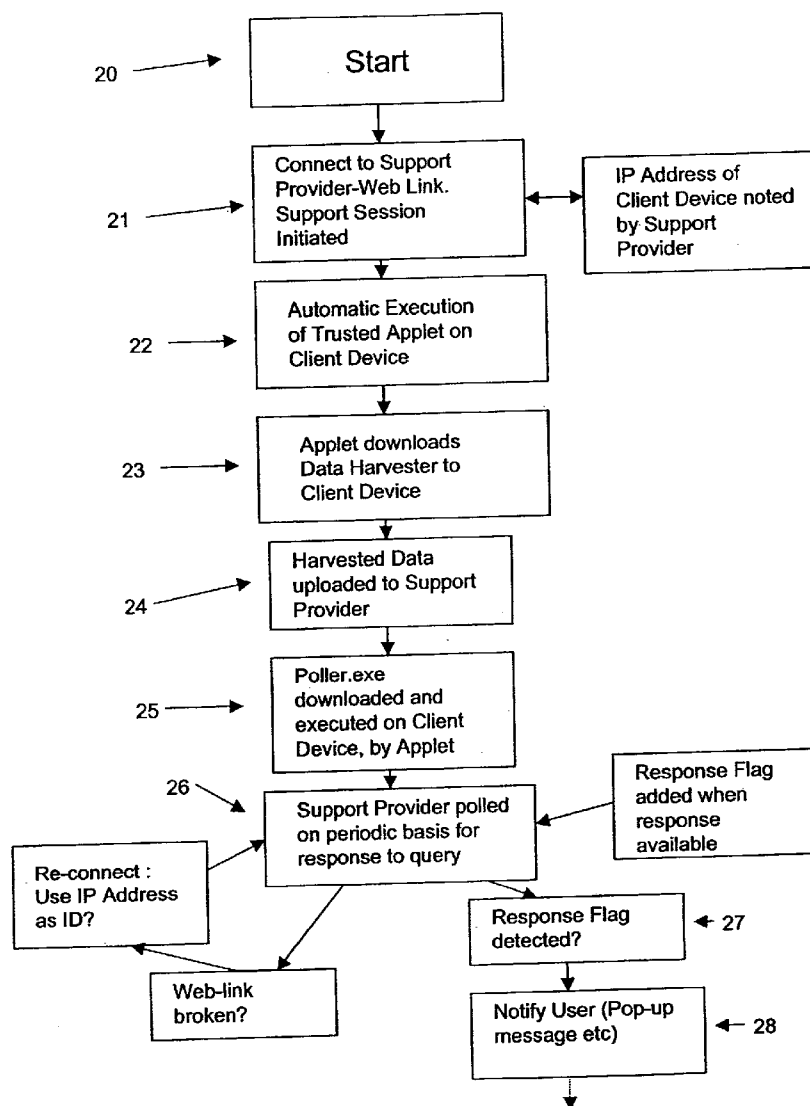 20
Start
21
Connect to Support
Provider-Web Link.
Support Session
Initiated
IP Address of
Client Device noted
by Support
Provider
22
Automatic Execution
of Trusted Applet on
Client Device
23
Applet downloads
Data Harvester to
Client Device
24
Harvested Data
uploaded to Support
Provider
25
Poller.exe
downloaded and
executed on Client
Device, by Applet
26
Support Provider polled
on periodic basis for
response to query
Response Flag
added when
response
available
Re-connect :
Use IP Address
as ID?
Web-link
broken?
Response Flag
detected?
27
Notify User (Pop-up
message etc)
28